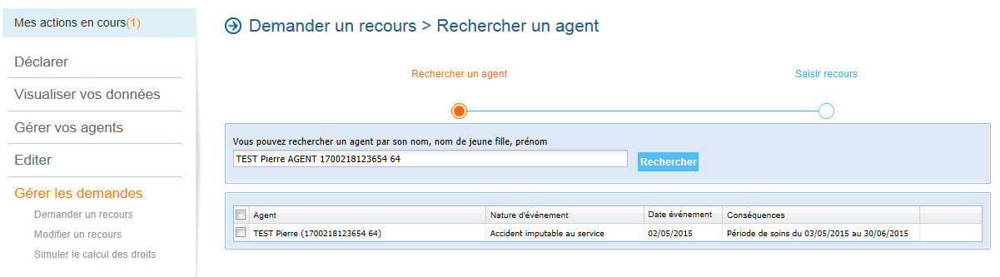 Mes actions en cours(1)
Déclarer
Visualiser vos données
Gérer vos agents
Editer
Gérer les demandes
Demander un recours
Modifier un recours
Simuler le calcul des droits
Demander un recours > Rechercher un agent
Rechercher un agent
Saisir recours
Vous pouvez rechercher un agent par son nom, nom de jeune fille, prénom
TEST Pierre AGENT 1700218123654 64
Rechercher
Agent Nature d'événement Date événement Conséquences
TEST Pierre (1700218123654 64) Accident imputable au service 02/05/2015 Période de soins du 03/05/2015 au 30/06/2015